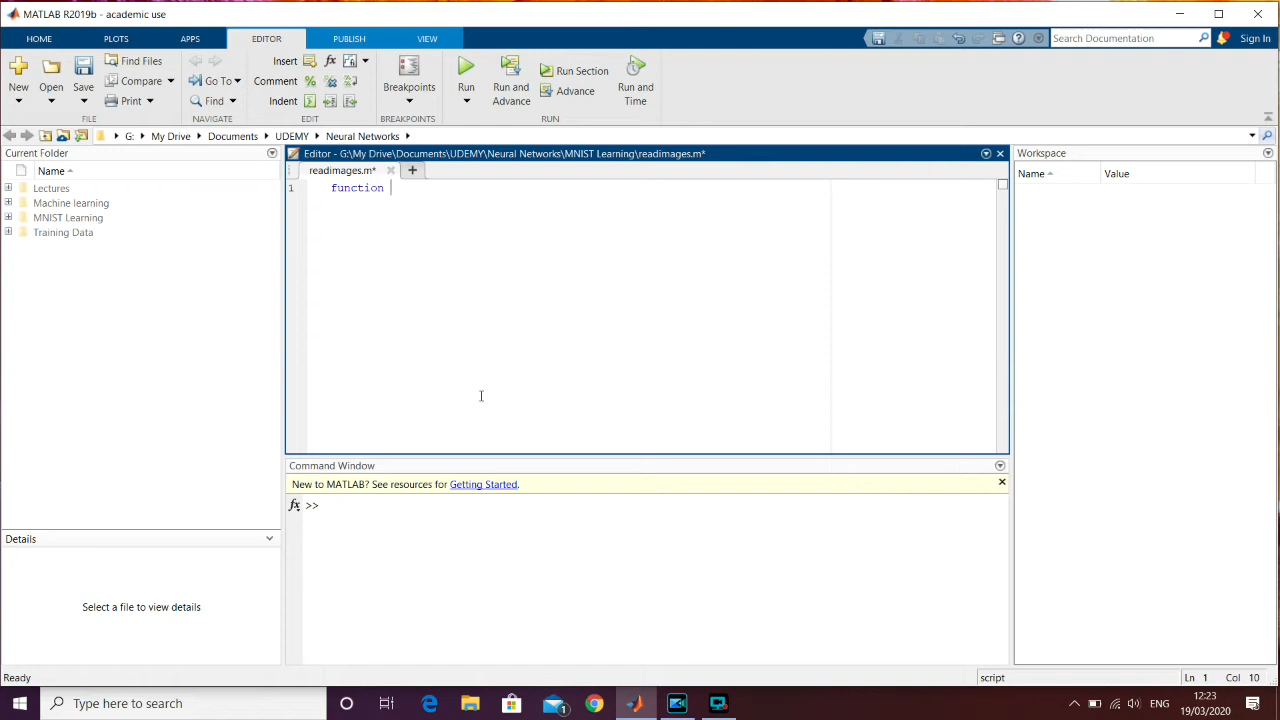 MATLAB R2019b - academic use
HOME PLOTS APPS EDITOR PUBLISH VIEW Search Documentation Sign In
New Open Save Find Files Compare Print
Go To Find
Insert fx
Comment
Indent
Breakpoints
Run Run and Advance Run Section Advance Run and Time
FILE NAVIGATE EDIT BREAKPOINTS RUN
G: My Drive Documents UDEMY Neural Networks
Current Folder
Name
Lectures
Machine learning
MNIST Learning
Training Data
Details
Select a file to view details
Editor - G:\My Drive\Documents\UDEMY\Neural Networks\MNIST Learning\readimages.m*
readimages.m*
1 function
Command Window
New to MATLAB? See resources for Getting Started.
fx >>
Workspace
Name Value
Ready script Ln 1 Col 10
Type here to search 1 ENG 12:23
19/03/2020